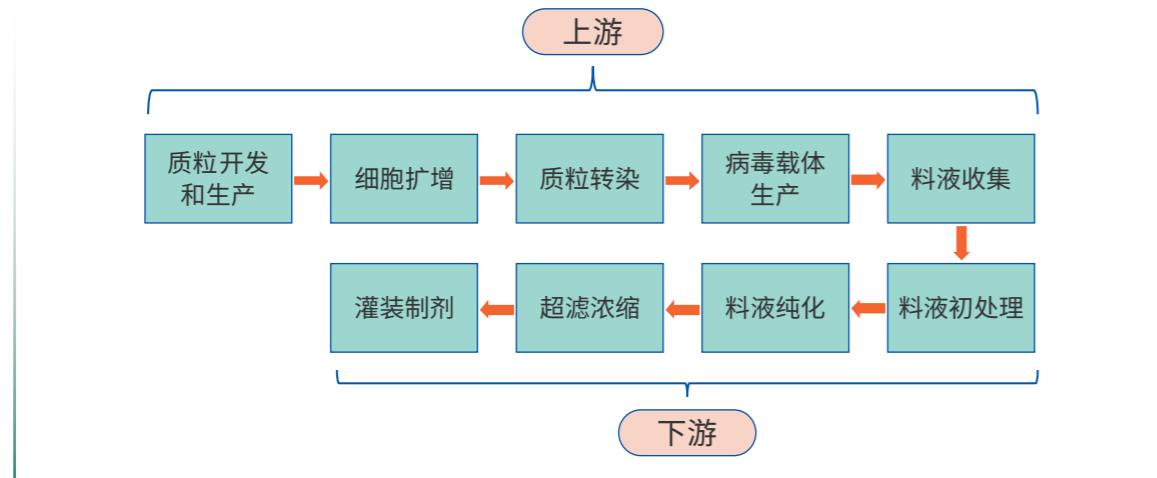 上游
质粒开发
和生产
细胞扩增
质粒转染
病毒载体
生产
料液收集
料液初处理
料液纯化
超滤浓缩
灌装制剂
下游